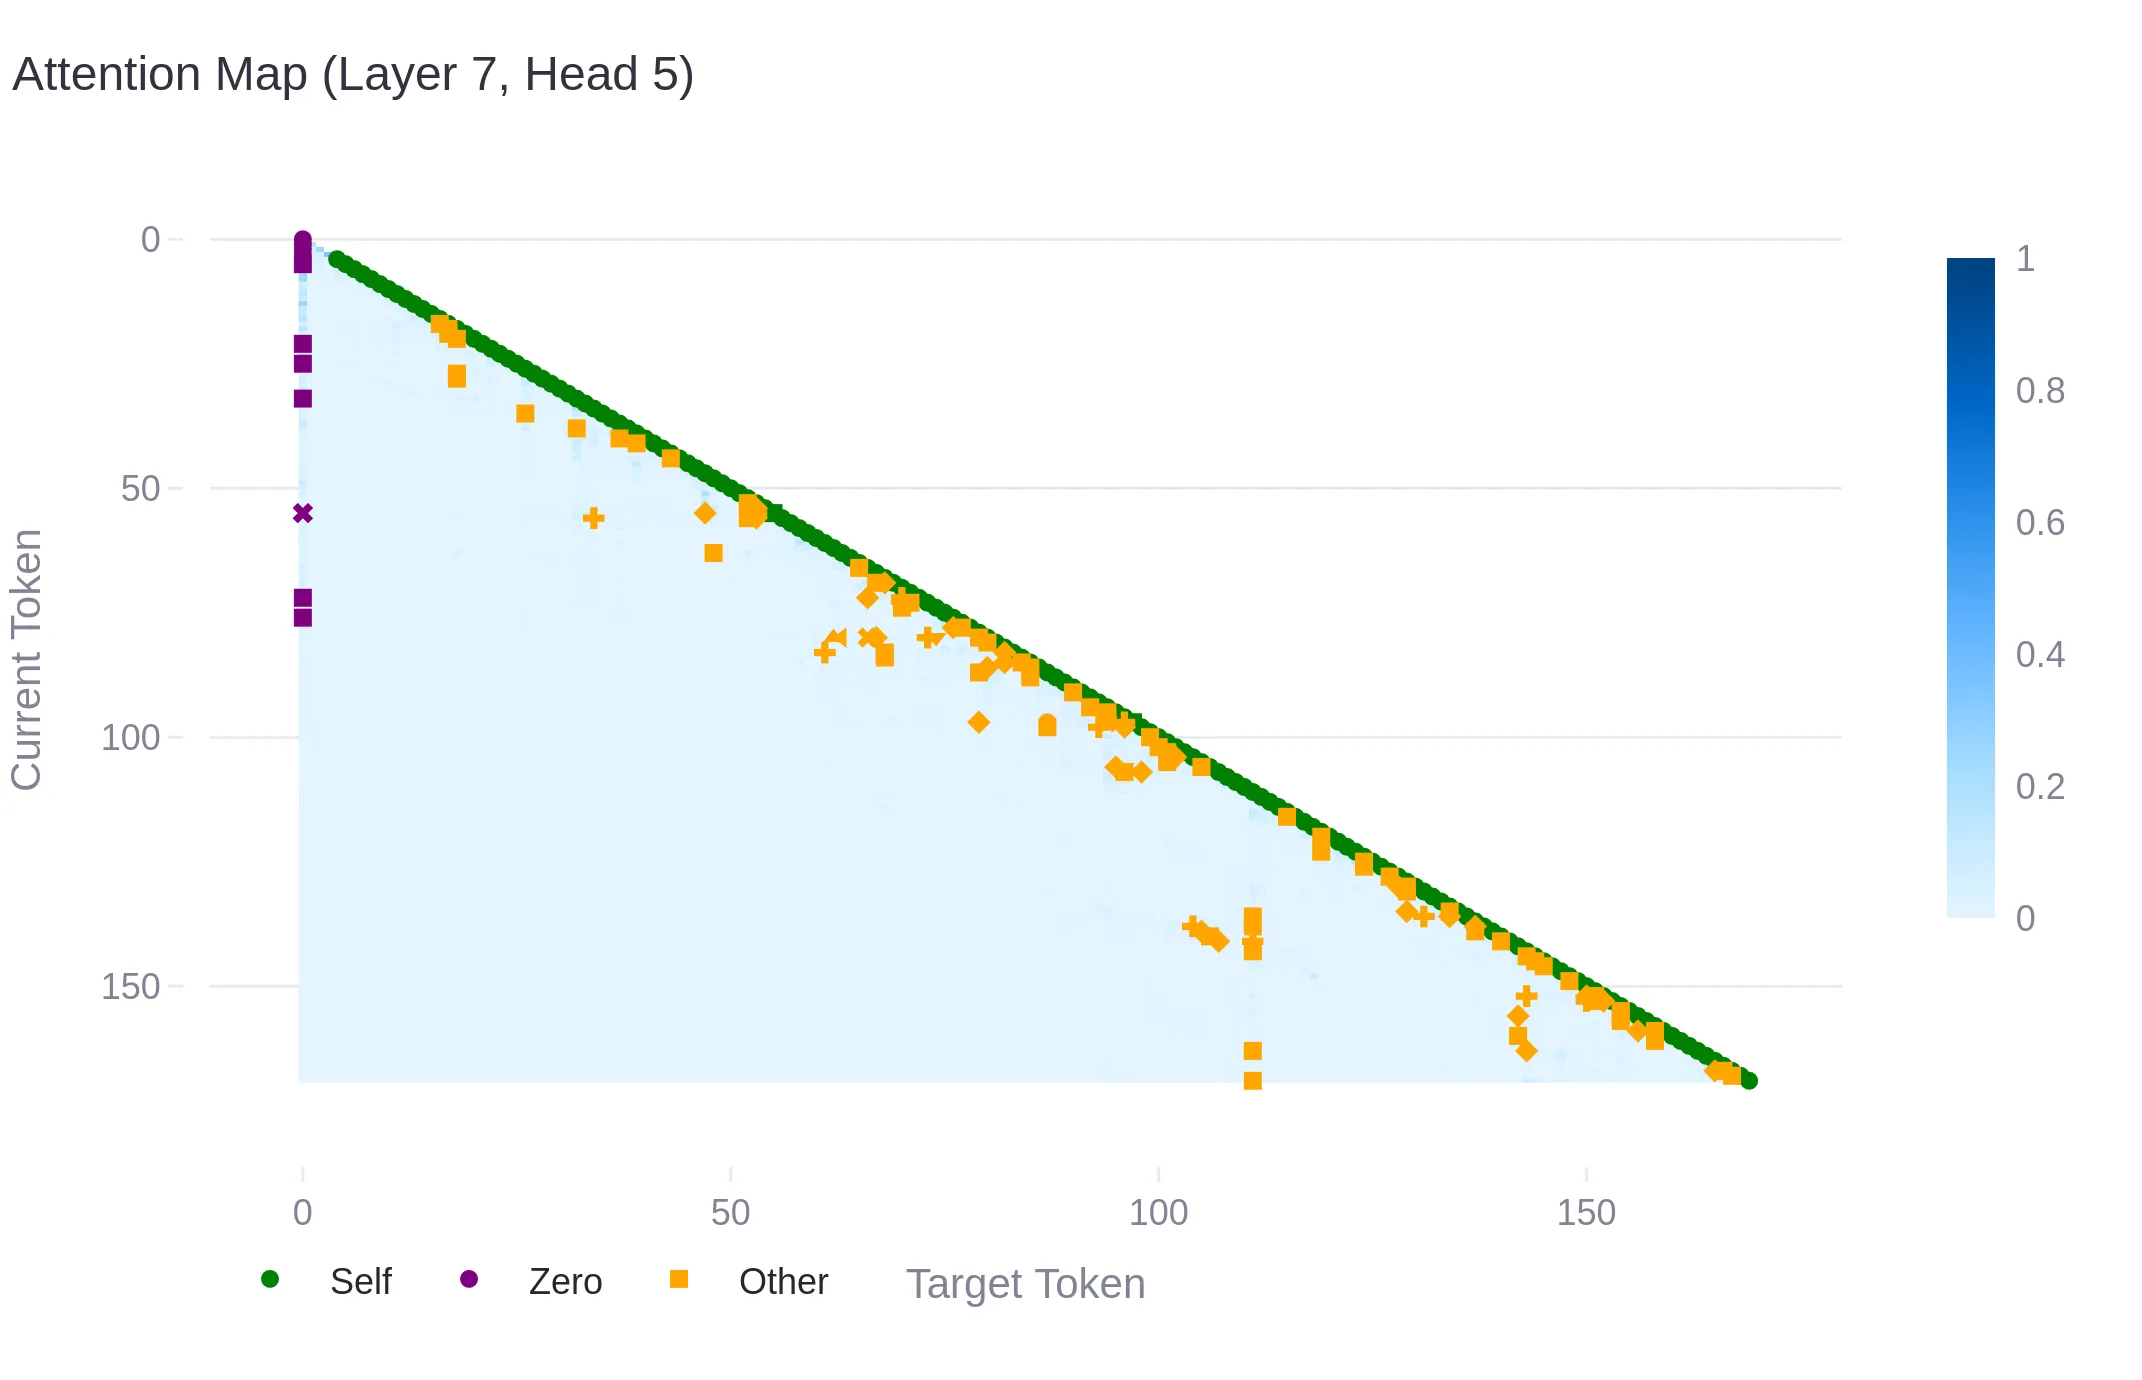 Attention Map (Layer 7, Head 5)
0
50
100
150
Current Token
1
0.8
0.6
0.4
0.2
0
0 50 100 150
Self Zero Other Target Token